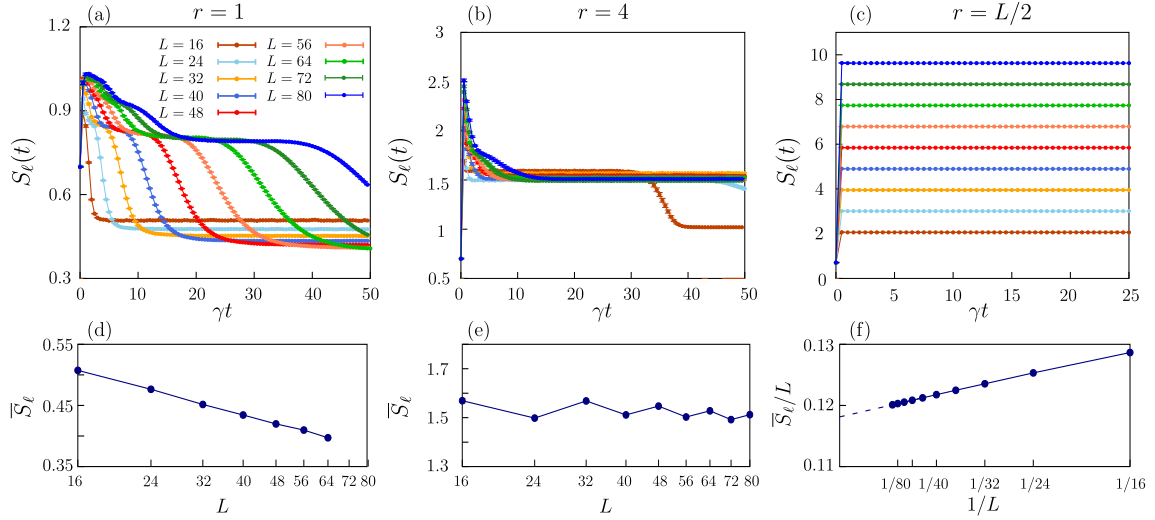 (a) r = 1
(b) r = 4
(c) r = L/2
1.2
0.9
0.6
0.3
S_ℓ(t)
L = 16
L = 24
L = 32
L = 40
L = 48
L = 56
L = 64
L = 72
L = 80
0 10 20 30 40 50
γt
3
2.5
2
1.5
1
0.5
S_ℓ(t)
0 10 20 30 40 50
γt
10
8
6
4
2
0
S_ℓ(t)
0 5 10 15 20 25
γt
(d)
0.55
0.45
0.35
S̅_ℓ
16 24 32 40 48 56 64 72 80
L
(e)
1.7
1.5
1.3
S̅_ℓ
16 24 32 40 48 56 64 72 80
L
(f)
0.13
0.12
0.11
S̅_ℓ/L
1/80 1/40 1/32 1/24 1/16
1/L